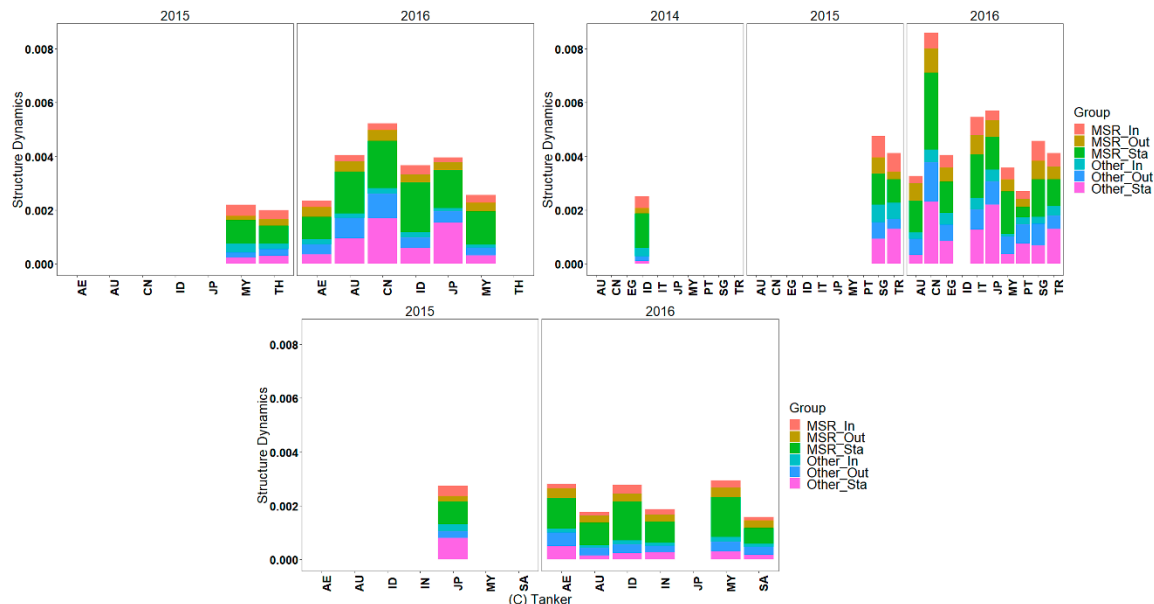 2015
2016
Structure Dynamics
0.008
0.006
0.004
0.002
0.000
AE
AU
CN
ID
JP
MY
TH
AE
AU
CN
ID
JP
MY
TH
2014
2015
2016
Structure Dynamics
0.008
0.006
0.004
0.002
0.000
AU
CN
EG
ID
IT
JP
MY
PT
SG
TR
AU
CN
EG
ID
IT
JP
MY
PT
SG
TR
AU
CN
EG
ID
IT
JP
MY
PT
SG
TR
Group
MSR_In
MSR_Out
MSR_Sta
Other_In
Other_Out
Other_Sta
2015
2016
Structure Dynamics
0.008
0.006
0.004
0.002
0.000
AE
AU
ID
IN
JP
MY
SA
AE
AU
ID
IN
JP
MY
SA
Group
MSR_In
MSR_Out
MSR_Sta
Other_In
Other_Out
Other_Sta
(C) Tanker